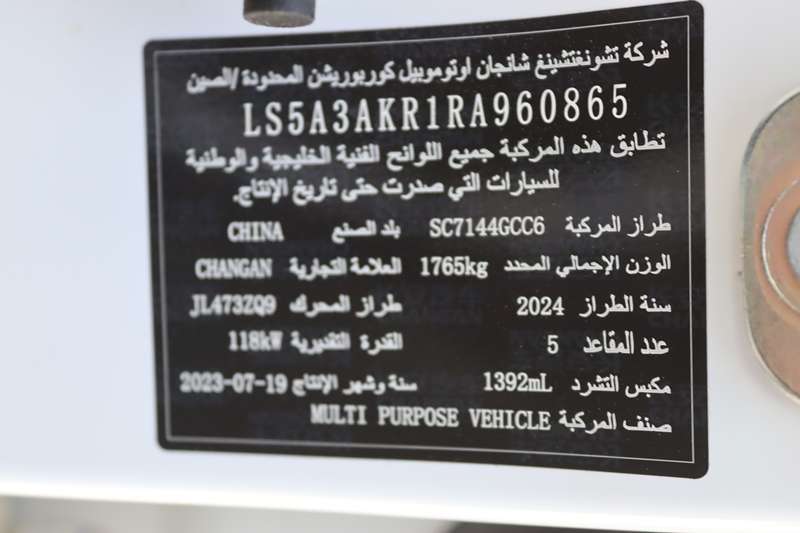 شركة تشونغتشينغ شانجان اوتوموبيل كوربوريشن المحدودة /الصين
LS5A3AKR1RA960865
تطابق هذه المركبة جميع اللوائح الفنية الخليجية والوطنية
للسيارات التي صدرت حتى تاريخ الإنتاج.
طراز المركبة SC7144GCC6 بلد الصنع CHINA
الوزن الإجمالي المحدد 1765kg العلامة التجارية CHANGAN
سنة الطراز 2024 طراز المحرك JL473ZQ9
عدد المقاعد 5 القدرة التقديرية 118kW
مكبس التشرد 1392mL سنة وشهر الإنتاج 2023-07-19
صنف المركبة MULTI PURPOSE VEHICLE